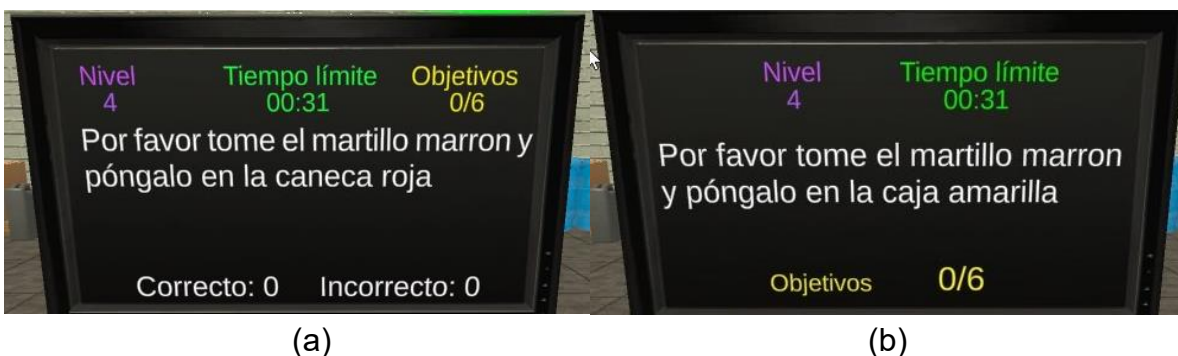 Nivel Tiempo límite Objetivos
4 00:31 0/6
Por favor tome el martillo marron y
póngalo en la caneca roja
Correcto: 0 Incorrecto: 0
(a)
Nivel Tiempo límite
4 00:31
Por favor tome el martillo marron
y póngalo en la caja amarilla
Objetivos 0/6
(b)